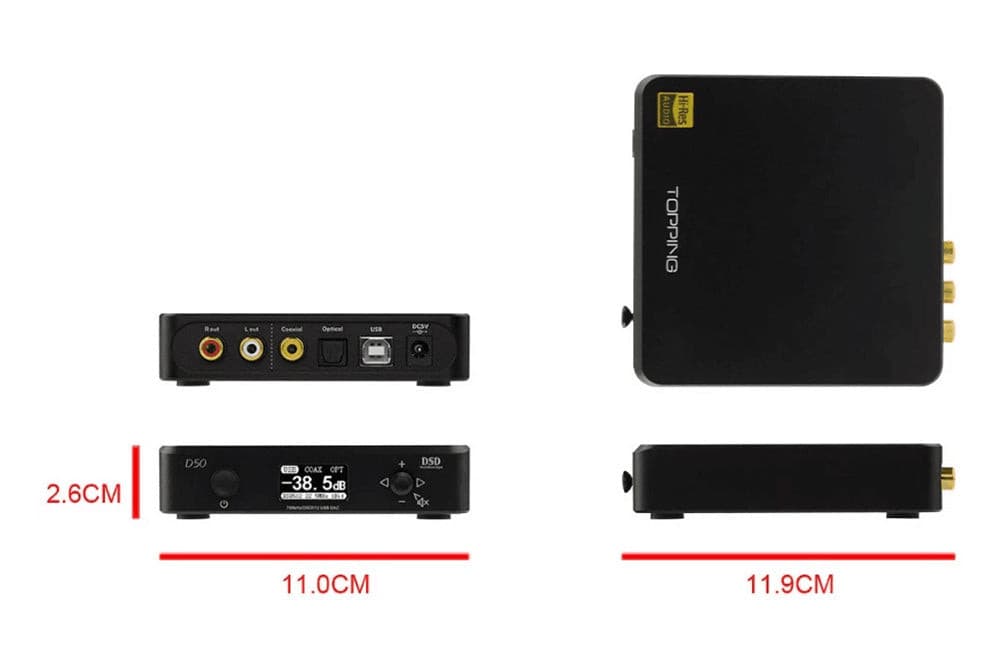 Hi-Res
AUDIO
TOPPING
R out L out Coaxial Optical USB DC5V
D50
USB COAX OPT
-38.5dB
DSD
+
−
2.6CM
11.0CM
11.9CM